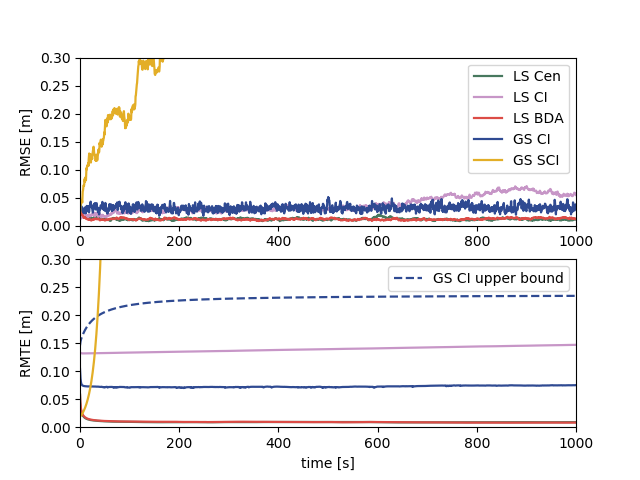 0.30
0.25
0.20
0.15
0.10
0.05
0.00
RMSE [m]
LS Cen
LS CI
LS BDA
GS CI
GS SCI
0 200 400 600 800 1000
0.30
0.25
0.20
0.15
0.10
0.05
0.00
RMTE [m]
GS CI upper bound
0 200 400 600 800 1000
time [s]